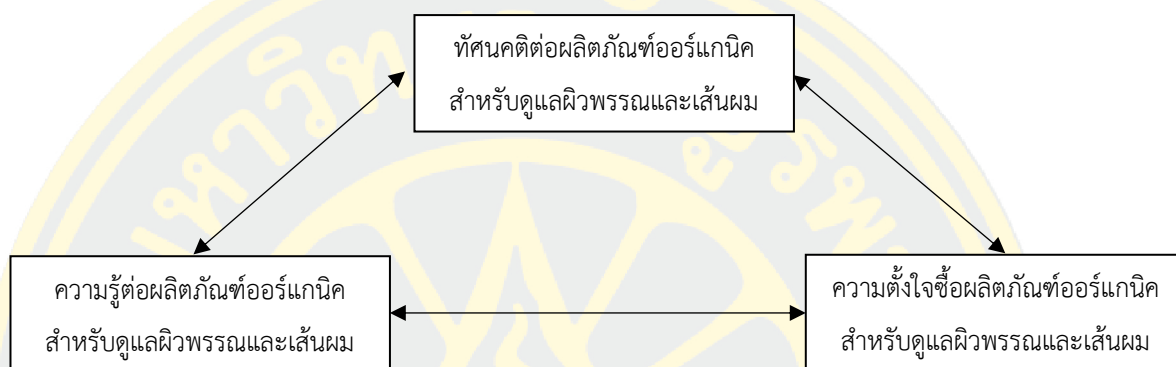 ทัศนคติต่อผลิตภัณฑ์ออร์แกนิค
สำหรับดูแลผิวพรรณและเส้นผม
ความรู้ต่อผลิตภัณฑ์ออร์แกนิค
สำหรับดูแลผิวพรรณและเส้นผม
ความตั้งใจซื้อผลิตภัณฑ์ออร์แกนิค
สำหรับดูแลผิวพรรณและเส้นผม